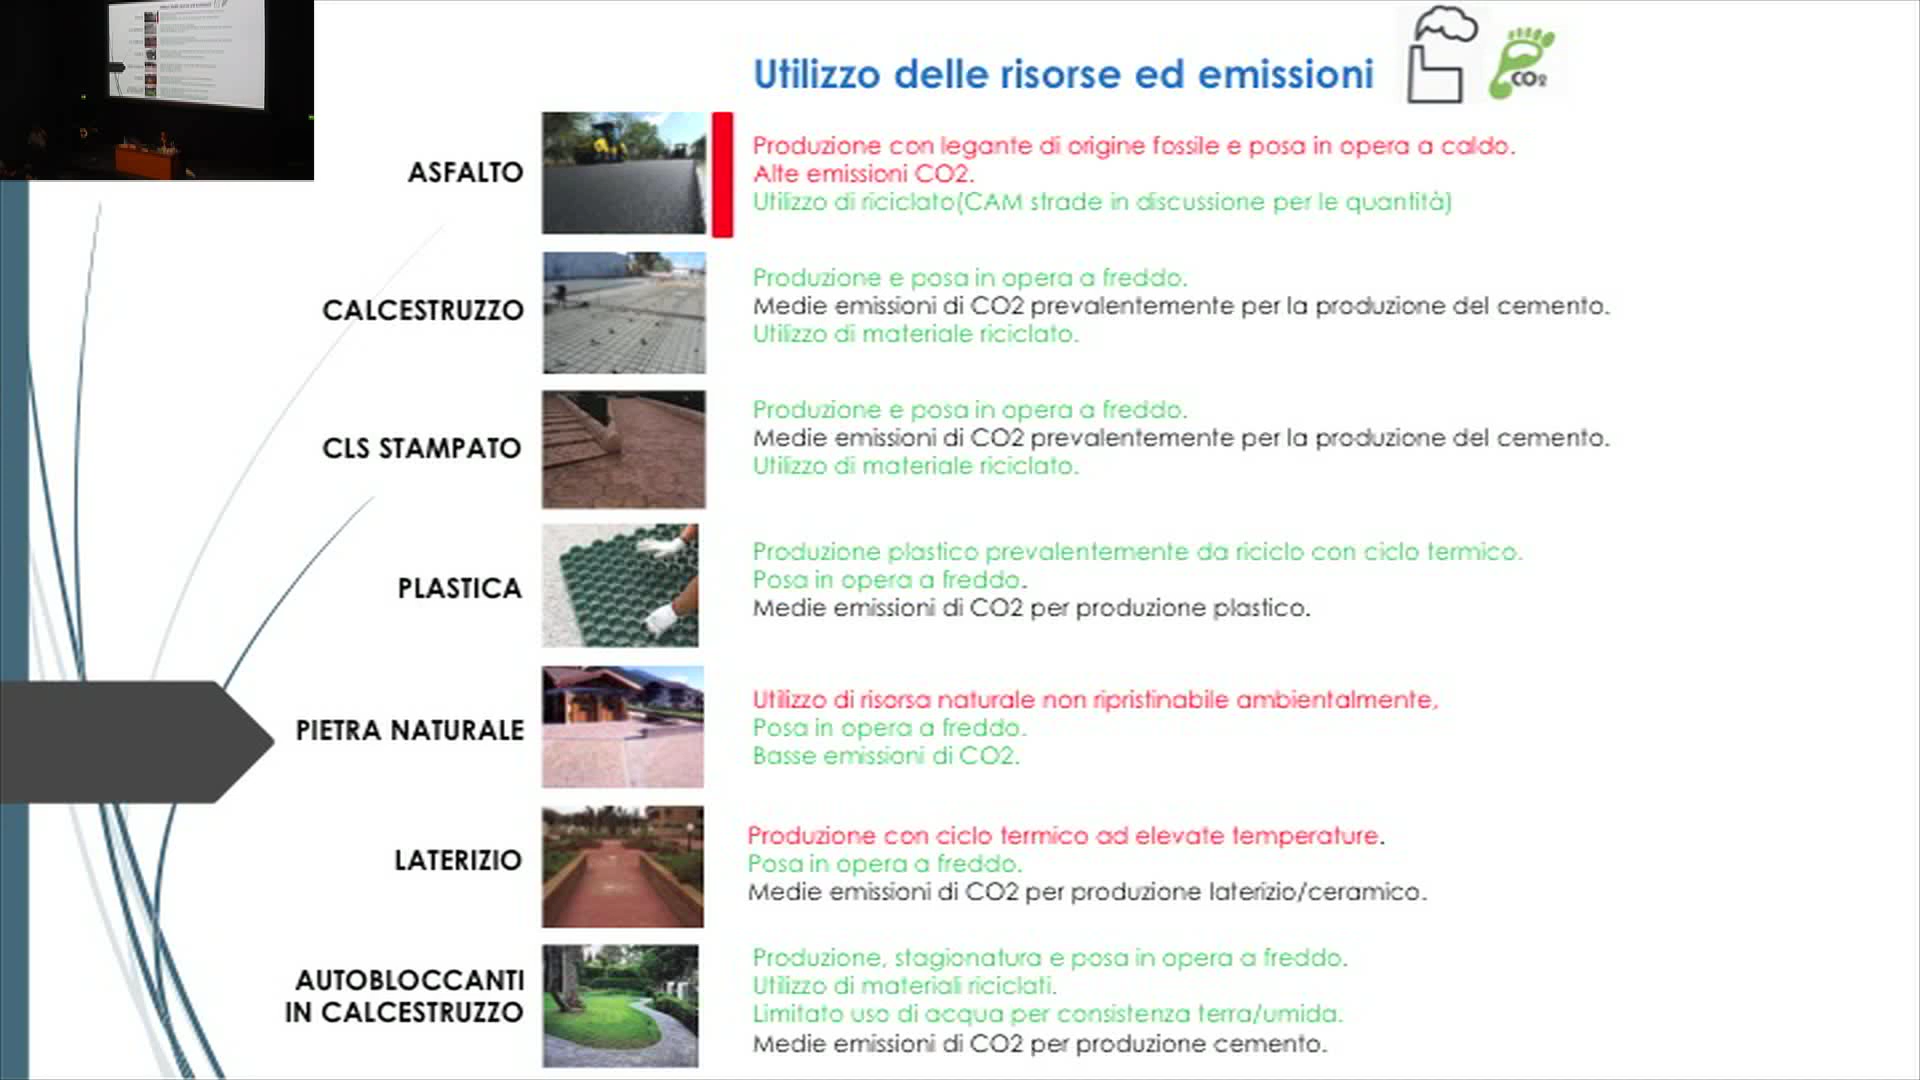 Utilizzo delle risorse ed emissioni
CO2
ASFALTO
Produzione con legante di origine fossile e posa in opera a caldo.
Alte emissioni CO2.
Utilizzo di riciclato(CAM strade in discussione per le quantità)
CALCESTRUZZO
Produzione e posa in opera a freddo.
Medie emissioni di CO2 prevalentemente per la produzione del cemento.
Utilizzo di materiale riciclato.
CLS STAMPATO
Produzione e posa in opera a freddo.
Medie emissioni di CO2 prevalentemente per la produzione del cemento.
Utilizzo di materiale riciclato.
PLASTICA
Produzione plastico prevalentemente da riciclo con ciclo termico.
Posa in opera a freddo.
Medie emissioni di CO2 per produzione plastico.
PIETRA NATURALE
Utilizzo di risorsa naturale non ripristinabile ambientalmente,
Posa in opera a freddo.
Basse emissioni di CO2.
LATERIZIO
Produzione con ciclo termico ad elevate temperature.
Posa in opera a freddo.
Medie emissioni di CO2 per produzione laterizio/ceramico.
AUTOBLOCCANTI
IN CALCESTRUZZO
Produzione, stagionatura e posa in opera a freddo.
Utilizzo di materiali riciclati.
Limitato uso di acqua per consistenza terra/umida.
Medie emissioni di CO2 per produzione cemento.